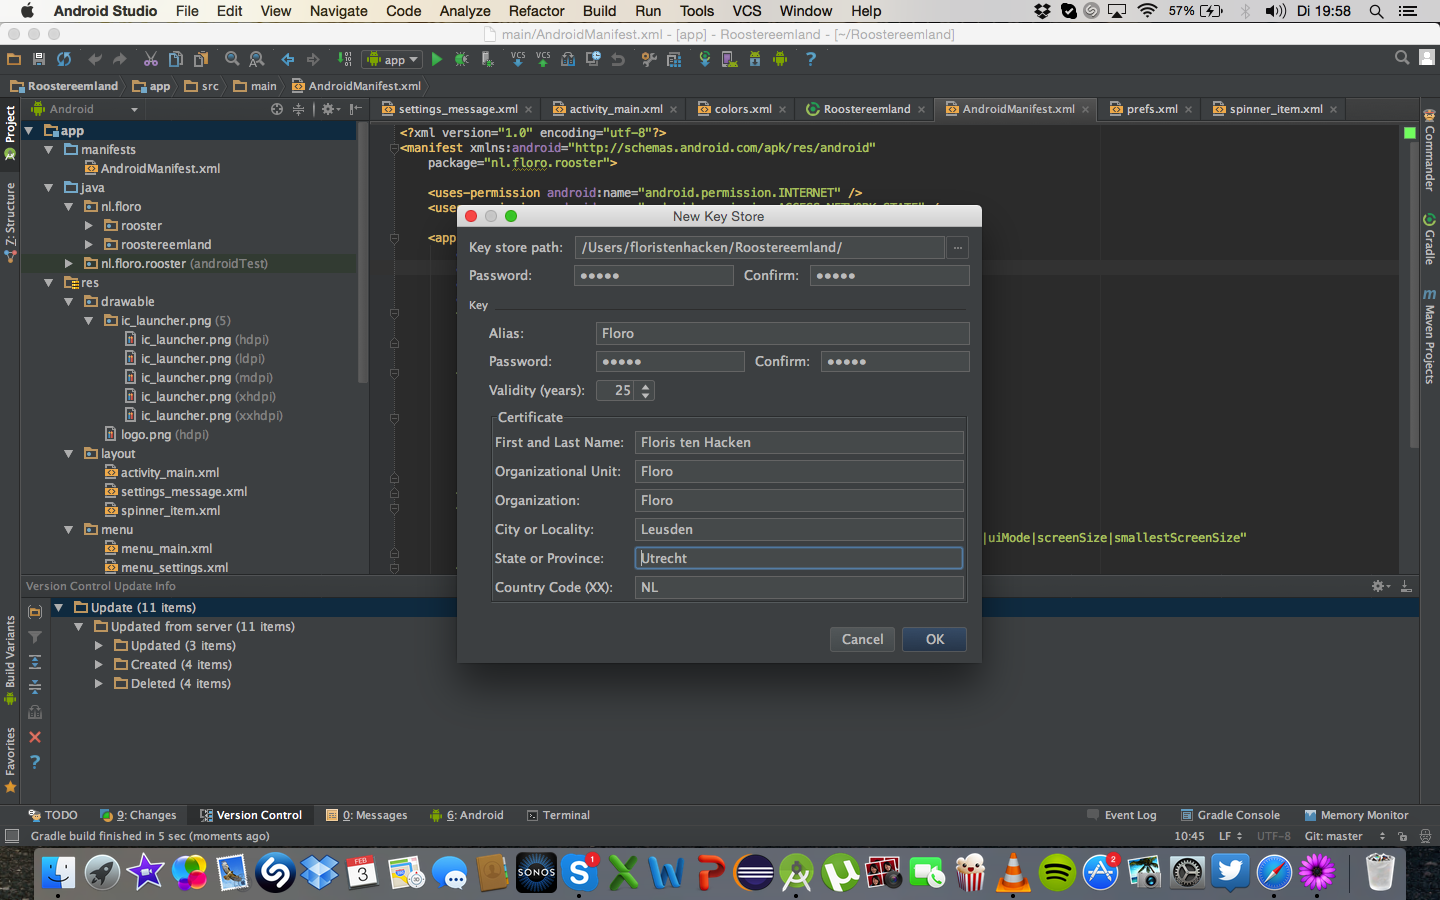 Android Studio File Edit View Navigate Code Analyze Refactor Build Run Tools VCS Window Help 57% Di 19:58
main/AndroidManifest.xml - [app] - Roostereemland - [~/Roostereemland]
app
Roostereemland app src main AndroidManifest.xml
Android
settings_message.xml activity_main.xml colors.xml Roostereemland AndroidManifest.xml prefs.xml spinner_item.xml
Project
Z: Structure
Build Variants
Favorites
app
manifests
AndroidManifest.xml
java
nl.floro
rooster
roostereemland
nl.floro.rooster (androidTest)
res
drawable
ic_launcher.png (5)
ic_launcher.png (hdpi)
ic_launcher.png (ldpi)
ic_launcher.png (mdpi)
ic_launcher.png (xhdpi)
ic_launcher.png (xxhdpi)
logo.png (hdpi)
layout
activity_main.xml
settings_message.xml
spinner_item.xml
menu
menu_main.xml
menu_settings.xml
<?xml version="1.0" encoding="utf-8"?>
<manifest xmlns:android="http://schemas.android.com/apk/res/android"
package="nl.floro.rooster">
<uses-permission android:name="android.permission.INTERNET" />
<app
|uiMode|screenSize|smallestScreenSize"
Commander
Gradle
Maven Projects
New Key Store
Key store path: /Users/floristenhacken/Roostereemland/ ...
Password: ●●●●● Confirm: ●●●●●
Key
Alias: Floro
Password: ●●●●● Confirm: ●●●●●
Validity (years): 25
Certificate
First and Last Name: Floris ten Hacken
Organizational Unit: Floro
Organization: Floro
City or Locality: Leusden
State or Province: Utrecht
Country Code (XX): NL
Cancel OK
Version Control Update Info
Update (11 items)
Updated from server (11 items)
Updated (3 items)
Created (4 items)
Deleted (4 items)
TODO 9: Changes Version Control 0: Messages 6: Android Terminal Event Log Gradle Console Memory Monitor
Gradle build finished in 5 sec (moments ago) 10:45 LF UTF-8 Git: master
FEB
3
SONOS
1
2